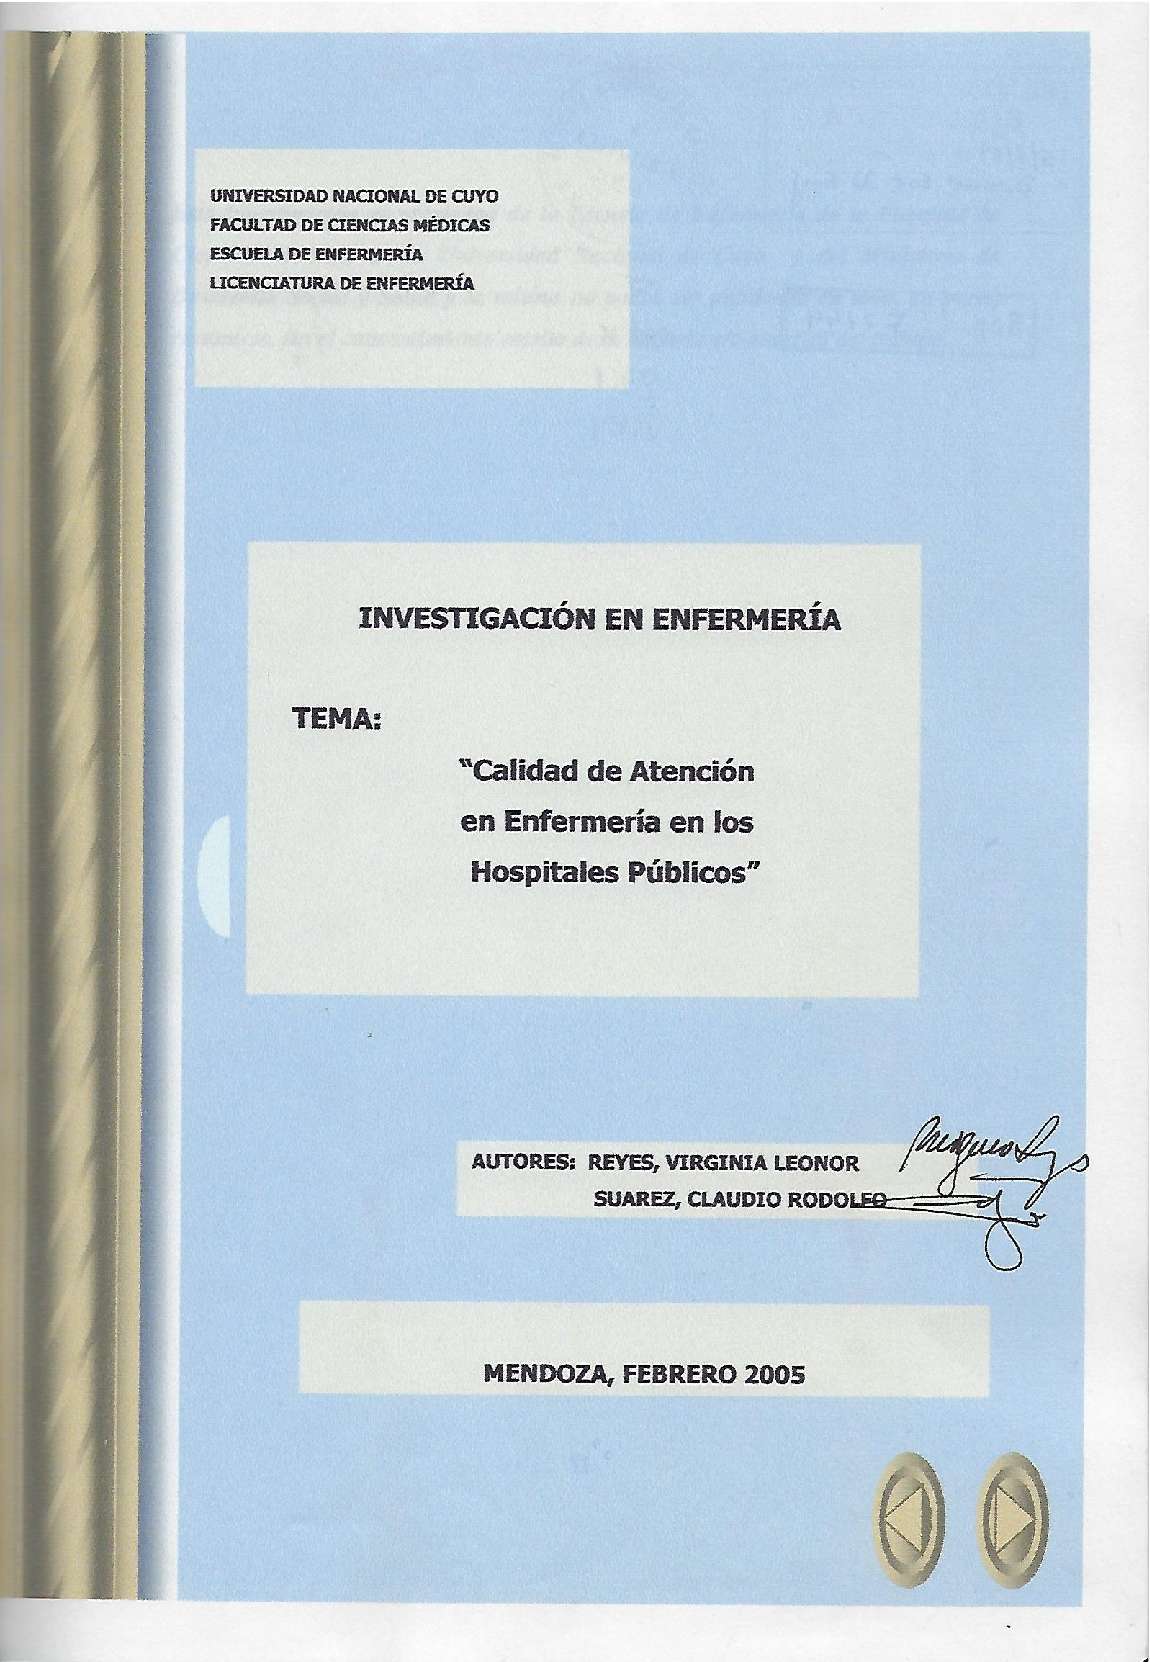 UNIVERSIDAD NACIONAL DE CUYO
FACULTAD DE CIENCIAS MÉDICAS
ESCUELA DE ENFERMERÍA
LICENCIATURA DE ENFERMERÍA
INVESTIGACIÓN EN ENFERMERÍA
TEMA:
“Calidad de Atención
en Enfermería en los
Hospitales Públicos”
AUTORES: REYES, VIRGINIA LEONOR
SUAREZ, CLAUDIO RODOLFO
MENDOZA, FEBRERO 2005